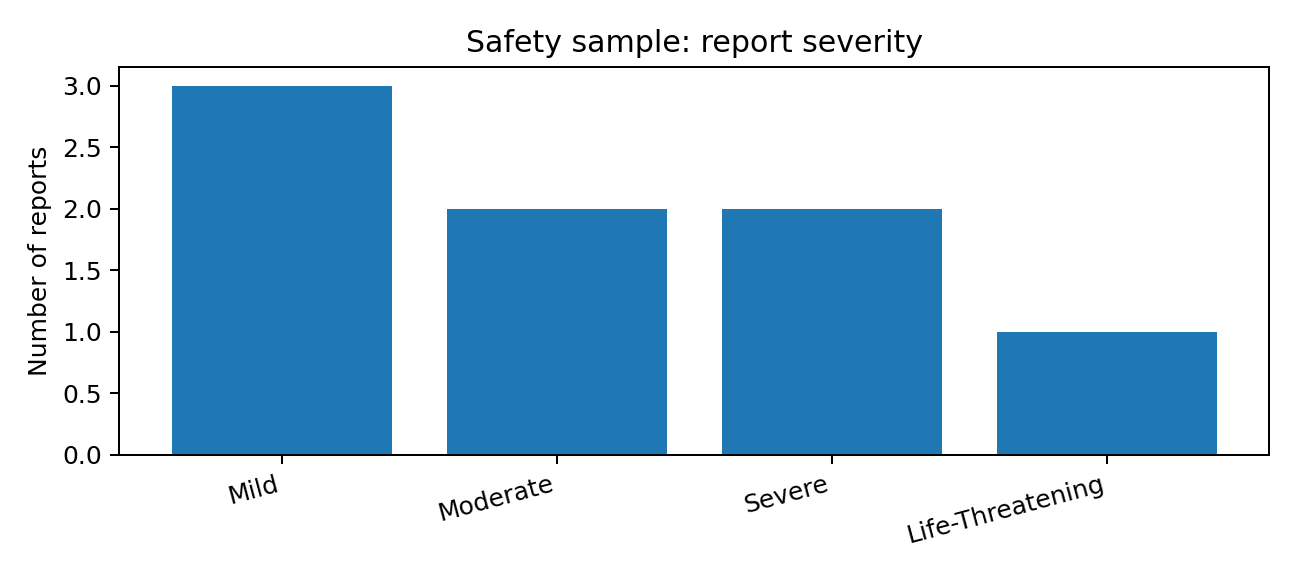 Safety sample: report severity
Number of reports
3.0
2.5
2.0
1.5
1.0
0.5
0.0
Mild
Moderate
Severe
Life-Threatening